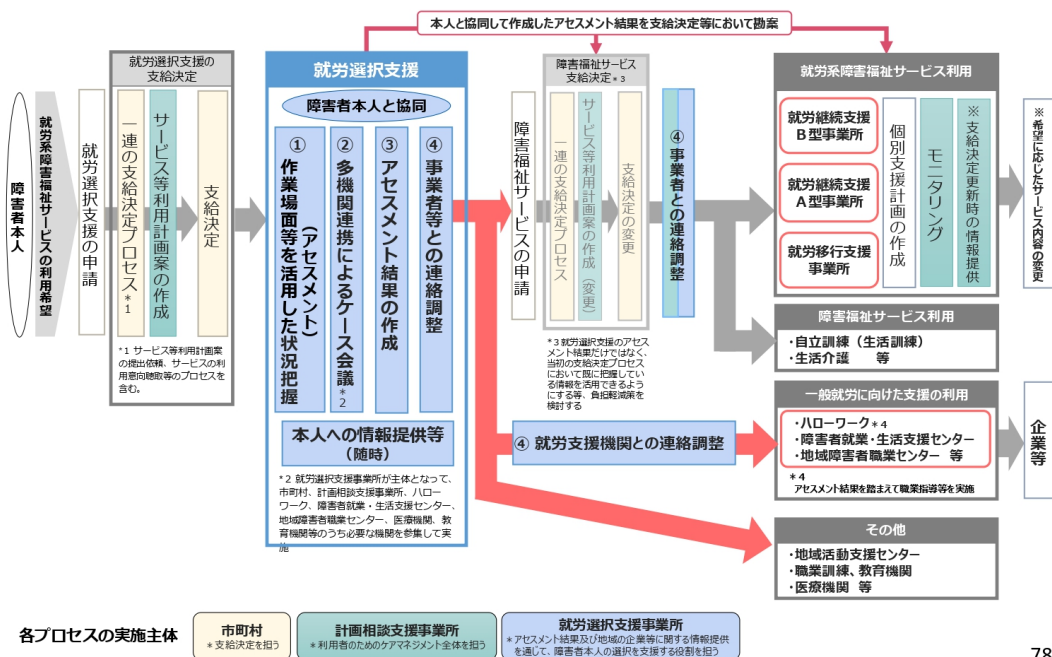 本人と協同して作成したアセスメント結果を支給決定等において勘案
障害者本人
就労系障害福祉サービスの利用希望
就労選択支援の申請
就労選択支援の
支給決定
一連の支給決定プロセス*1
サービス等利用計画案の作成
支給決定
*1 サービス等利用計画案
の提出依頼、サービスの利
用意向聴取等のプロセスを
含む。
就労選択支援
障害者本人と協同
① 作業場面等を活用した状況把握
(アセスメント)
② 多機関連携によるケース会議*2
③ アセスメント結果の作成
④ 事業者等との連絡調整
本人への情報提供等
(随時)
*2 就労選択支援事業所が主体となって、
市町村、計画相談支援事業所、ハロー
ワーク、障害者就業・生活支援センター、
地域障害者職業センター、医療機関、教
育機関等のうち必要な機関を参集して実
施
障害福祉サービスの申請
障害福祉サービス
支給決定*3
一連の支給決定プロセス
サービス等利用計画案の作成(変更)
支給決定の変更
*3 就労選択支援のアセス
メント結果だけではなく、
当初の支給決定プロセス
において既に把握してい
る情報を活用できるよう
にする等、負担軽減策を
検討する
④ 事業者との連絡調整
④ 就労支援機関との連絡調整
就労系障害福祉サービス利用
就労継続支援
B型事業所
就労継続支援
A型事業所
就労移行支援
事業所
個別支援計画の作成
モニタリング
※支給決定更新時の情報提供
※希望に応じたサービス内容の変更
障害福祉サービス利用
・自立訓練(生活訓練)
・生活介護 等
一般就労に向けた支援の利用
・ハローワーク*4
・障害者就業・生活支援センター
・地域障害者職業センター 等
*4
アセスメント結果を踏まえて職業指導等を実施
企業等
その他
・地域活動支援センター
・職業訓練、教育機関
・医療機関 等
各プロセスの実施主体
市町村
*支給決定を担う
計画相談支援事業所
*利用者のためのケアマネジメント全体を担う
就労選択支援事業所
*アセスメント結果及び地域の企業等に関する情報提供
を通じて、障害者本人の選択を支援する役割を担う
78